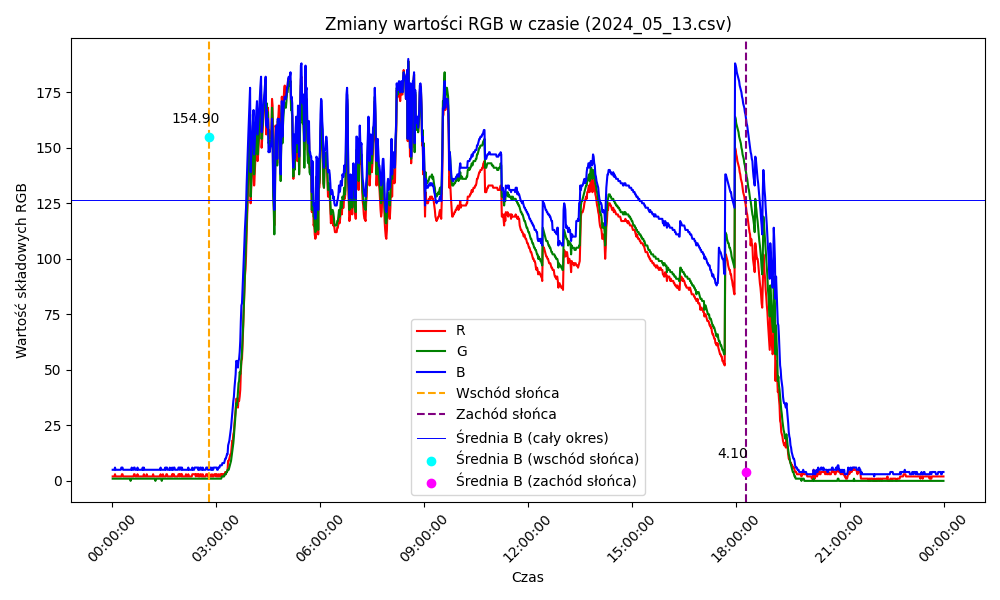 Zmiany wartości RGB w czasie (2024_05_13.csv)
Wartość składowych RGB
175
150
125
100
75
50
25
0
154.90
4.10
R
G
B
Wschód słońca
Zachód słońca
Średnia B (cały okres)
Średnia B (wschód słońca)
Średnia B (zachód słońca)
00:00:00
03:00:00
06:00:00
09:00:00
12:00:00
15:00:00
18:00:00
21:00:00
00:00:00
Czas